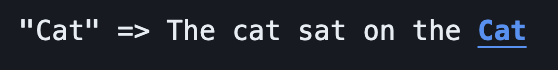 "Cat" => The cat sat on the Cat